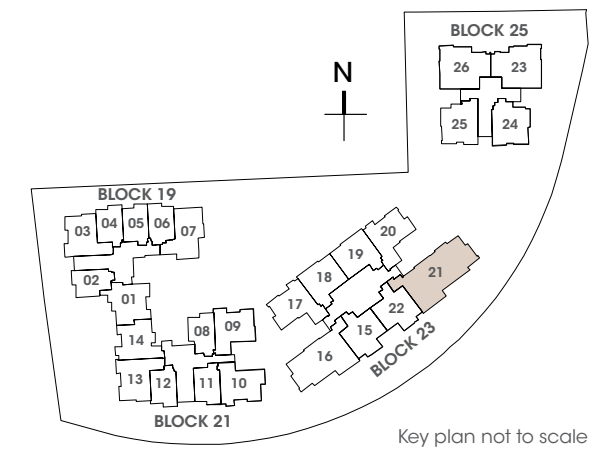 BLOCK 25
26 23
25 24
N
BLOCK 19
03 04 05 06 07
02
01
20
19
18
17
21
22
15
16
BLOCK 23
14
08 09
13 12 11 10
BLOCK 21
Key plan not to scale